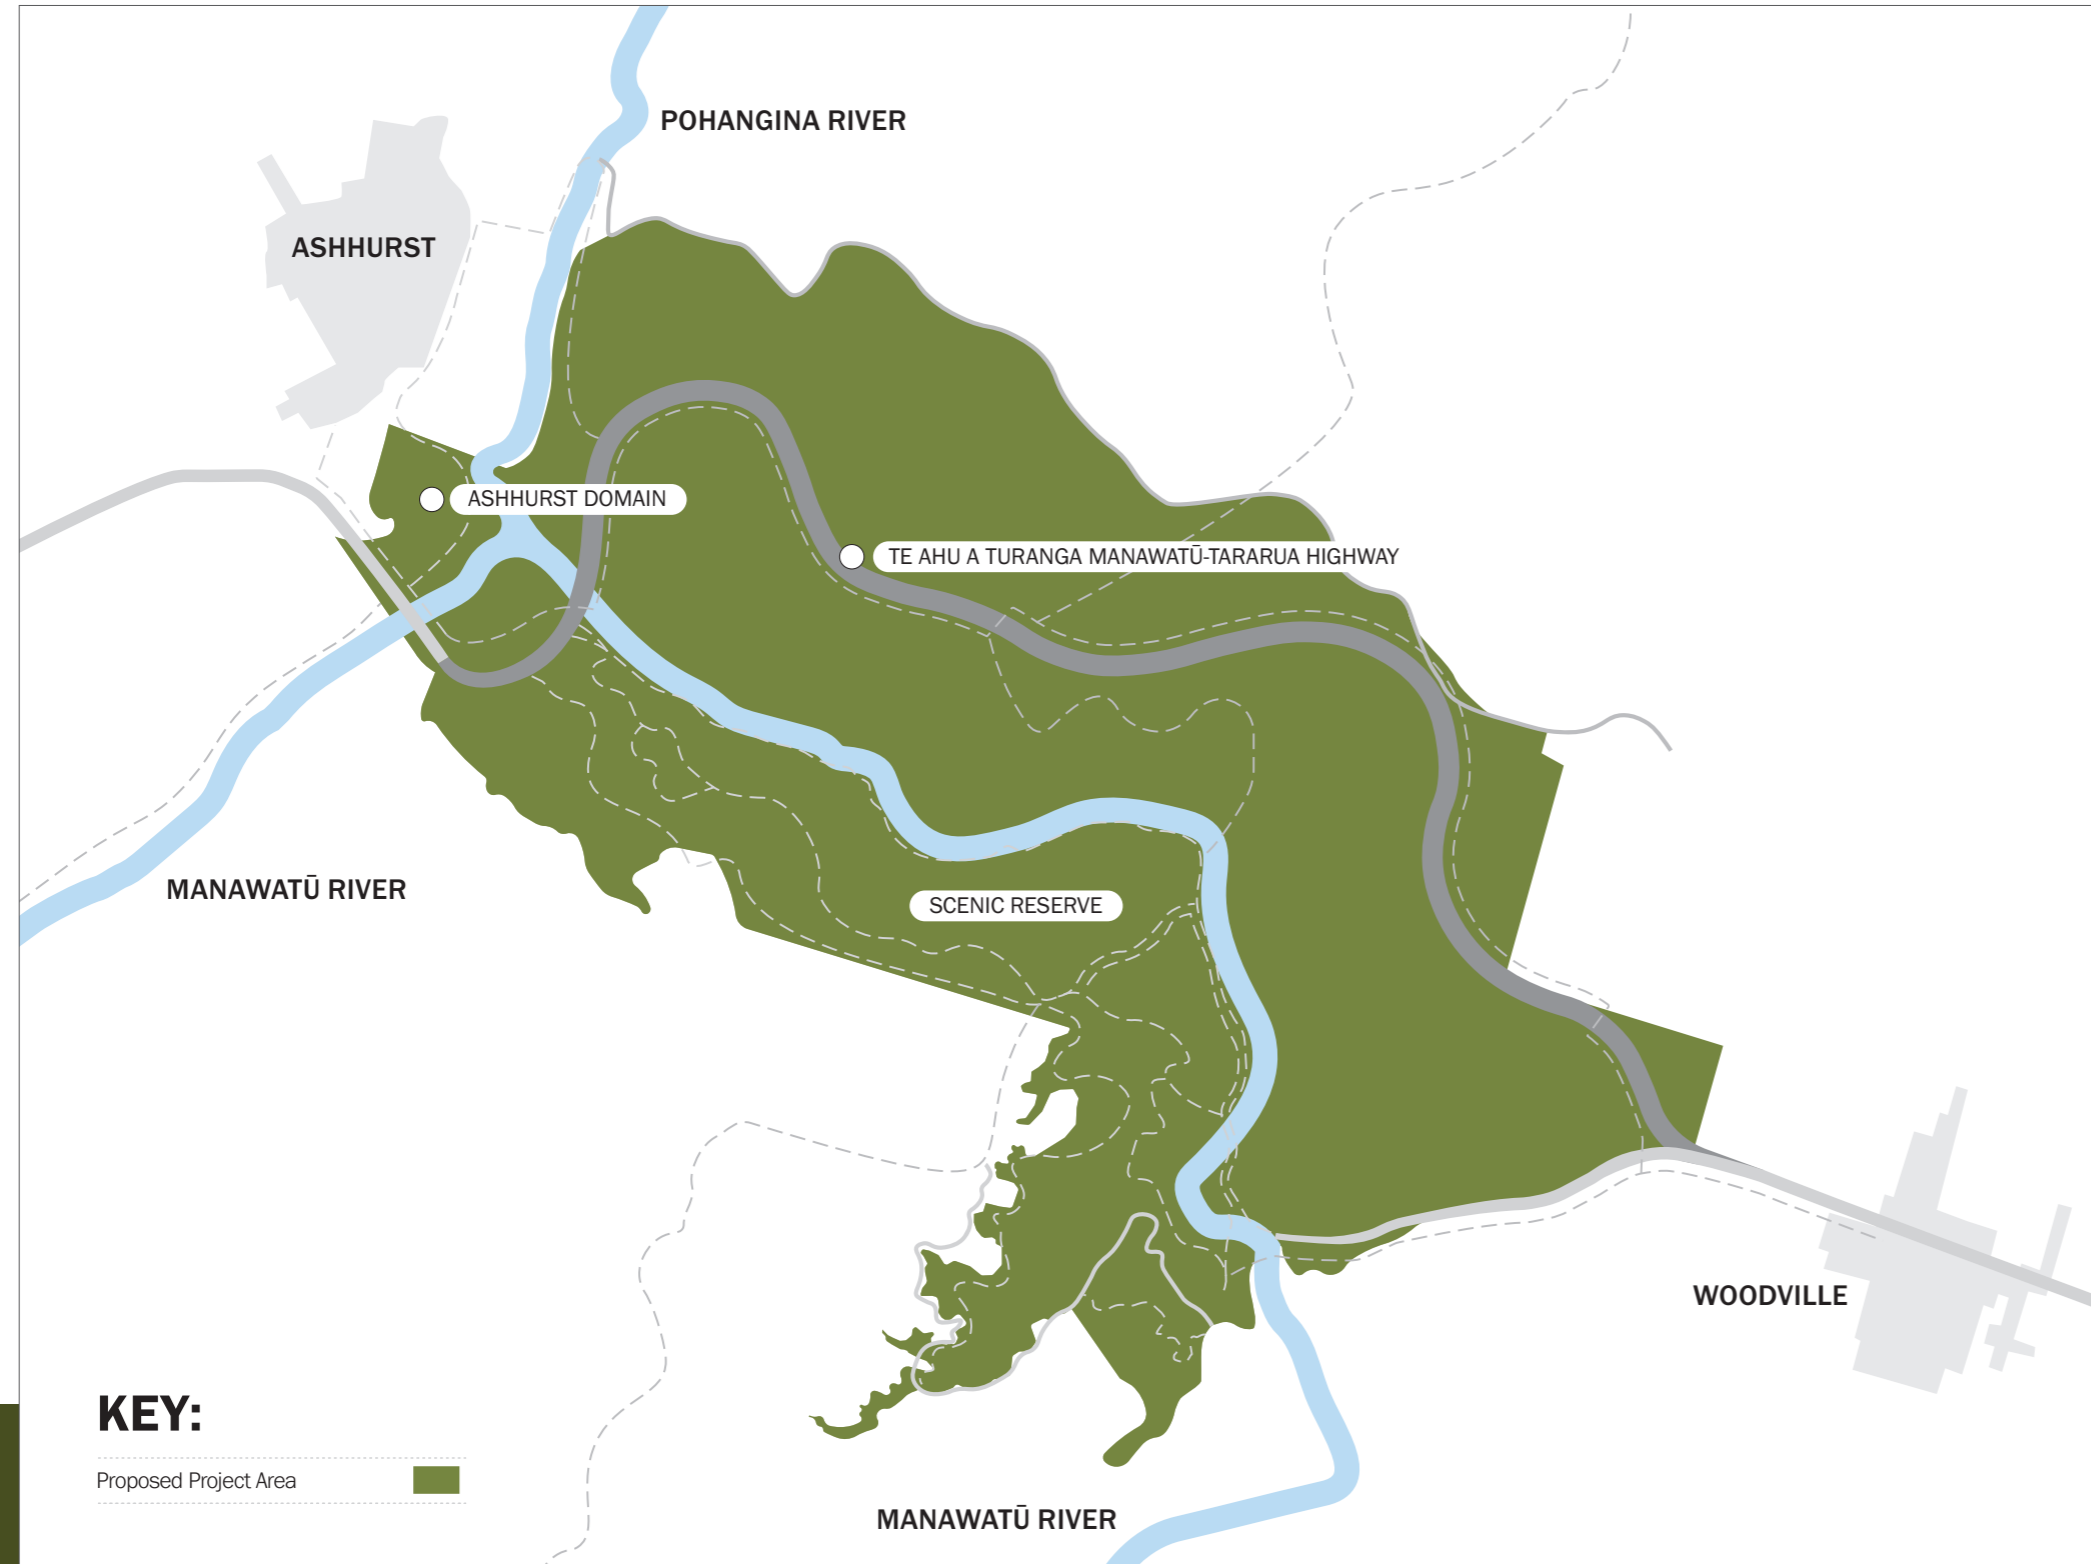 POHANGINA RIVER
ASHHURST
ASHHURST DOMAIN
TE AHU A TURANGA MANAWATŪ-TARARUA HIGHWAY
MANAWATŪ RIVER
SCENIC RESERVE
WOODVILLE
KEY:
Proposed Project Area
MANAWATŪ RIVER